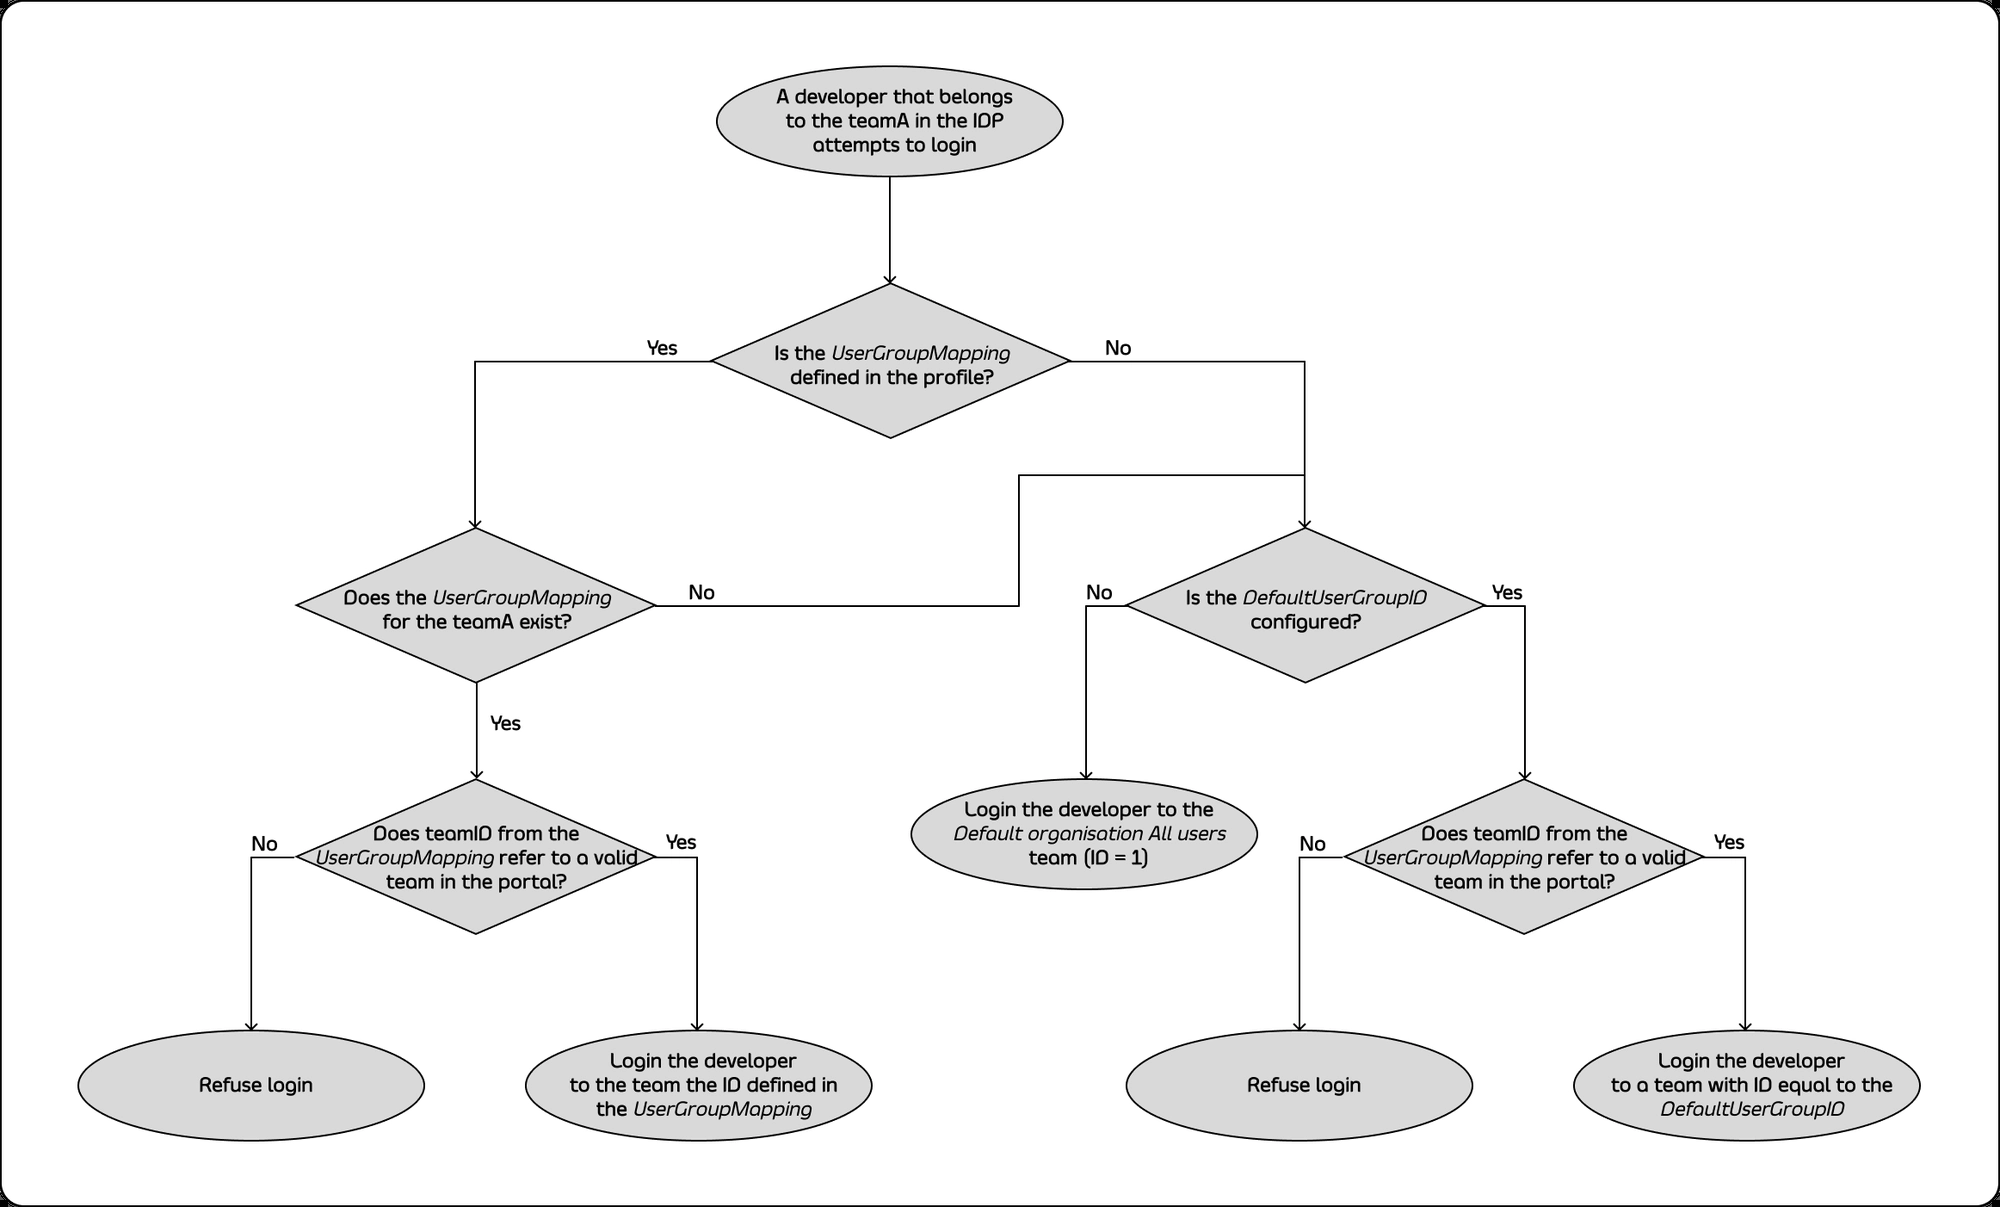 A developer that belongs
to the teamA in the IDP
attempts to login
Yes
Is the UserGroupMapping
defined in the profile?
No
Does the UserGroupMapping
for the teamA exist?
No
No
Is the DefaultUserGroupID
configured?
Yes
Yes
No
Does teamID from the
UserGroupMapping refer to a valid
team in the portal?
Yes
Login the developer to the
Default organisation All users
team (ID = 1)
No
Does teamID from the
UserGroupMapping refer to a valid
team in the portal?
Yes
Refuse login
Login the developer
to the team the ID defined in
the UserGroupMapping
Refuse login
Login the developer
to a team with ID equal to the
DefaultUserGroupID